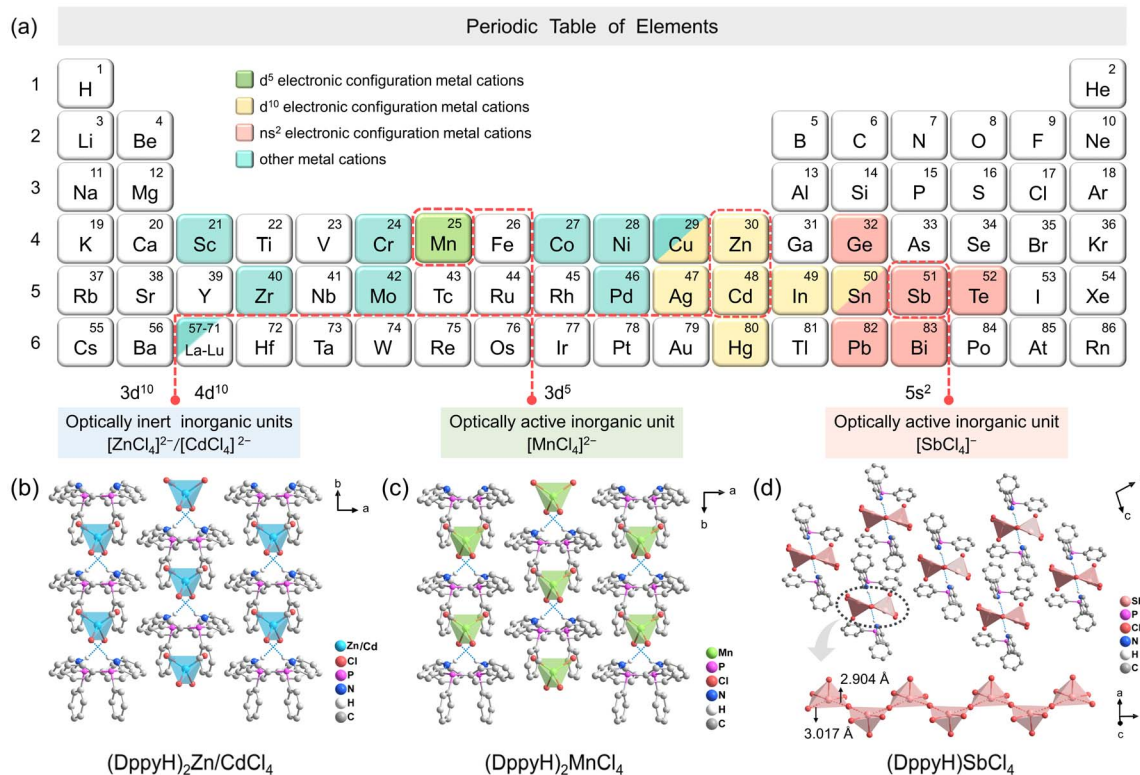 (a)
Periodic Table of Elements
d⁵ electronic configuration metal cations
d¹⁰ electronic configuration metal cations
ns² electronic configuration metal cations
other metal cations
1 H 1 He 2
2 Li 3 Be 4 B 5 C 6 N 7 O 8 F 9 Ne 10
3 Na 11 Mg 12 Al 13 Si 14 P 15 S 16 Cl 17 Ar 18
4 K 19 Ca 20 Sc 21 Ti 22 V 23 Cr 24 Mn 25 Fe 26 Co 27 Ni 28 Cu 29 Zn 30 Ga 31 Ge 32 As 33 Se 34 Br 35 Kr 36
5 Rb 37 Sr 38 Y 39 Zr 40 Nb 41 Mo 42 Tc 43 Ru 44 Rh 45 Pd 46 Ag 47 Cd 48 In 49 Sn 50 Sb 51 Te 52 I 53 Xe 54
6 Cs 55 Ba 56 La-Lu 57-71 Hf 72 Ta 73 W 74 Re 75 Os 76 Ir 77 Pt 78 Au 79 Hg 80 Tl 81 Pb 82 Bi 83 Po 84 At 85 Rn 86
3d¹⁰ 4d¹⁰ 3d⁵ 5s²
Optically inert inorganic units
[ZnCl₄]²⁻/[CdCl₄]²⁻
Optically active inorganic unit
[MnCl₄]²⁻
Optically active inorganic unit
[SbCl₄]⁻
(b)
b
a
Zn/Cd
Cl
P
N
H
C
(DppyH)₂Zn/CdCl₄
(c)
a
b
Mn
P
Cl
N
H
C
(DppyH)₂MnCl₄
(d)
c
P
N
H
C
2.904 Å
3.017 Å
a
c
(DppyH)SbCl₄